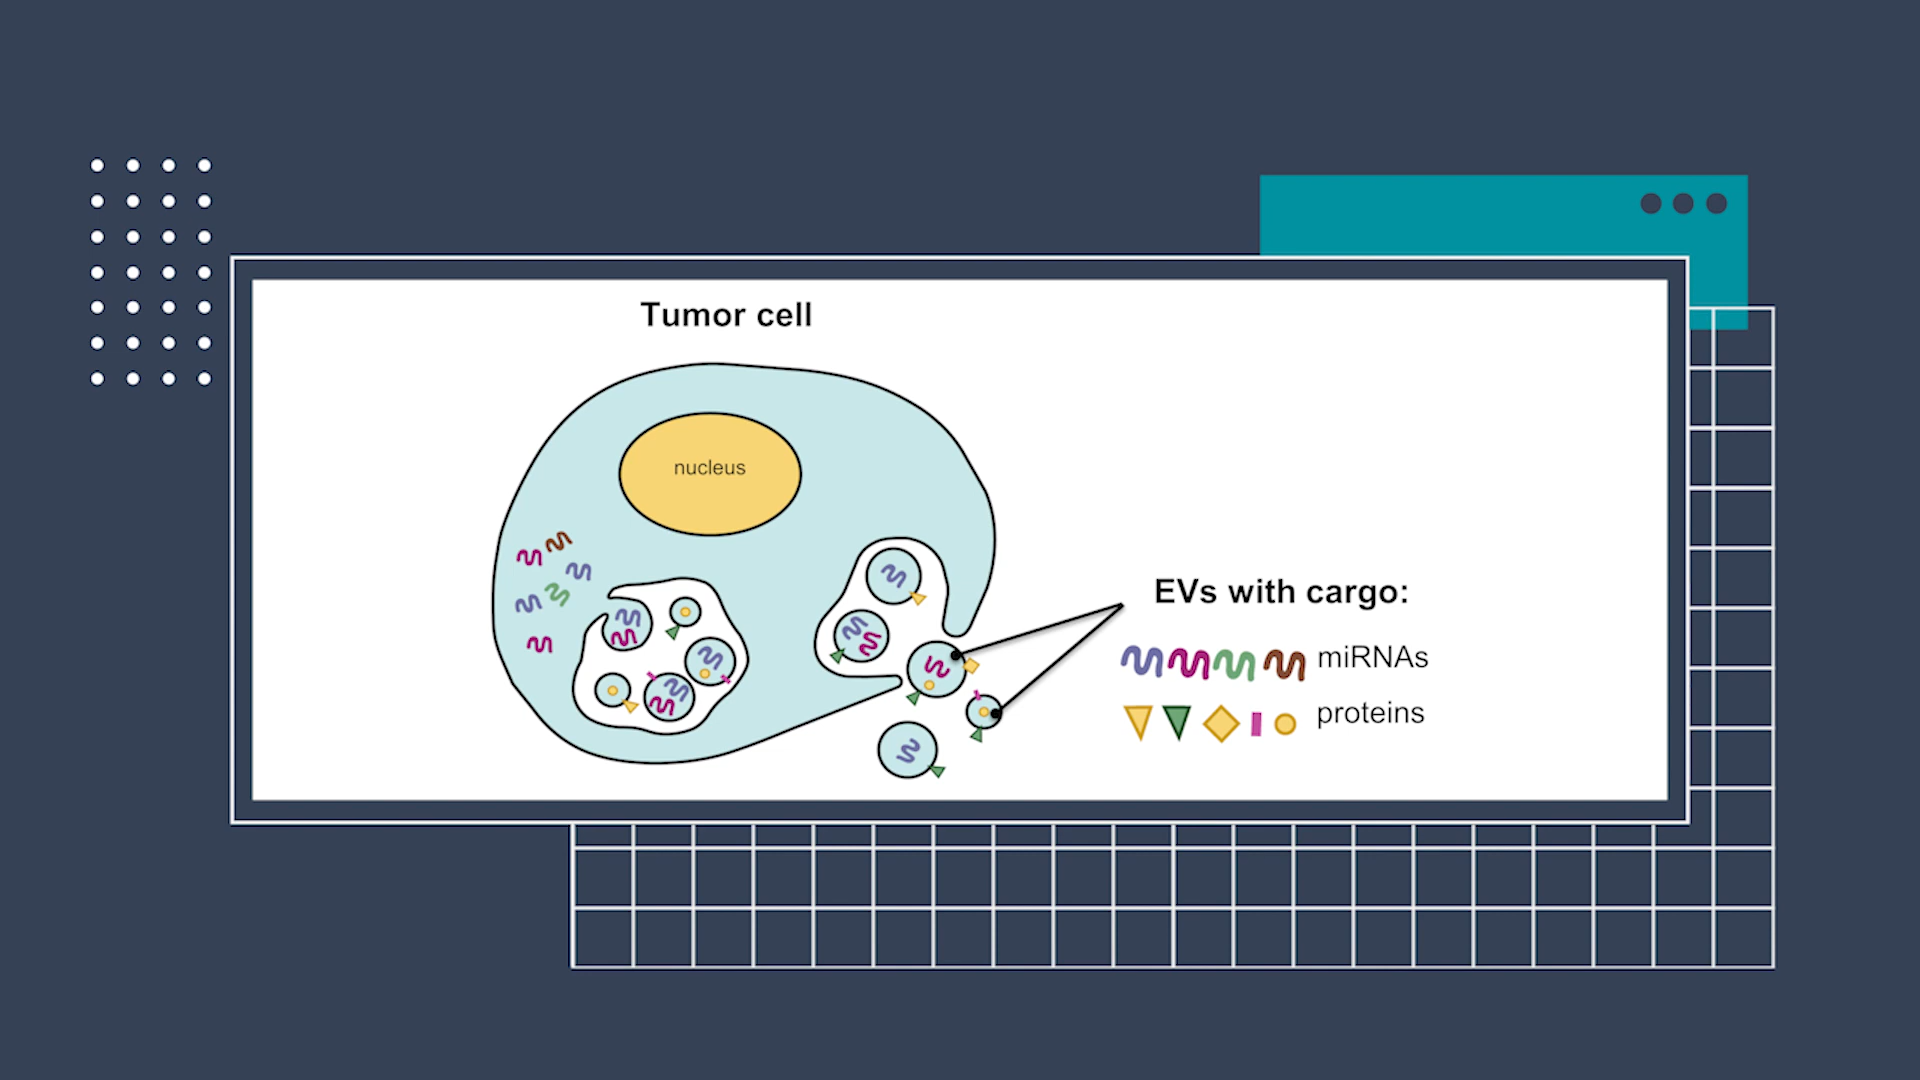 Tumor cell
nucleus
EVs with cargo:
miRNAs
proteins